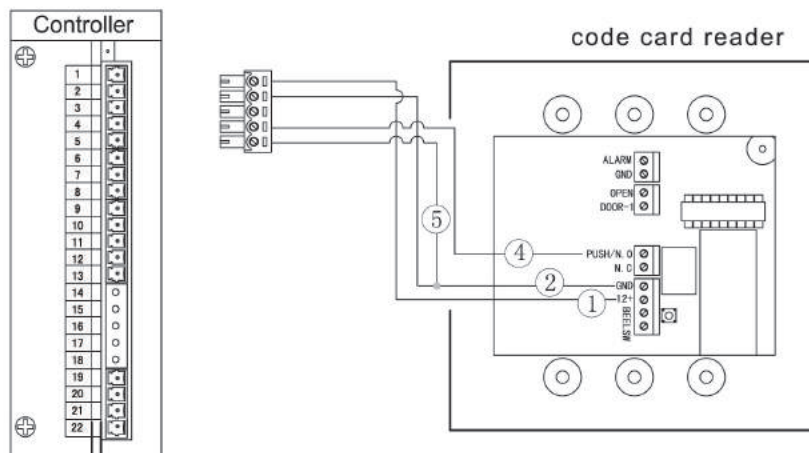 Controller
code card reader
1
2
3
4
5
6
7
8
9
10
11
12
13
14
15
16
17
18
19
20
21
22
ALARM
GND
OPEN
DOOR-1
PUSH/N.O
N.C
GND
12+
BEELSW
5
4
2
1